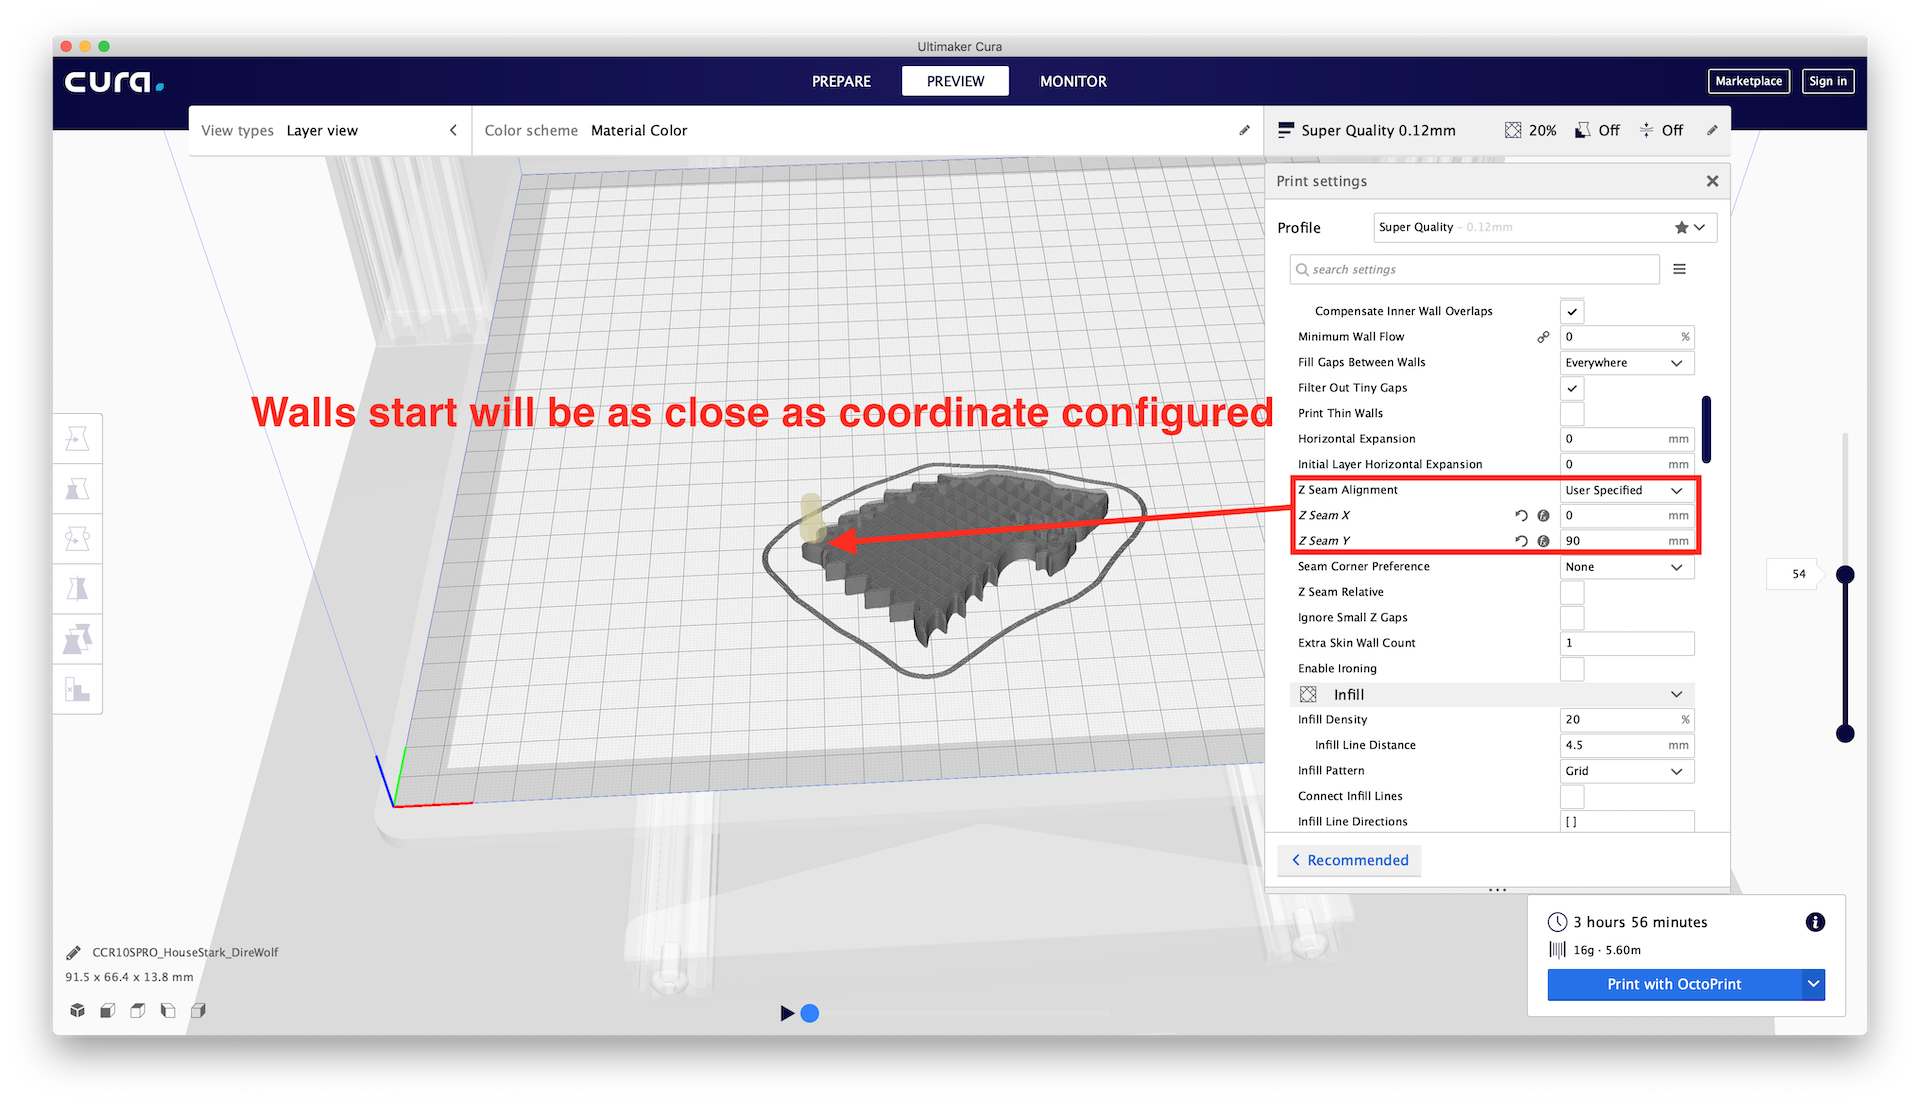 Ultimaker Cura
cura.
PREPARE PREVIEW MONITOR
Marketplace Sign in
View types Layer view
Color scheme Material Color
Super Quality 0.12mm 20% Off Off
Print settings
Profile Super Quality – 0.12mm
search settings
Compensate Inner Wall Overlaps
Minimum Wall Flow 0 %
Fill Gaps Between Walls Everywhere
Filter Out Tiny Gaps
Print Thin Walls
Walls start will be as close as coordinate configured
Horizontal Expansion 0 mm
Initial Layer Horizontal Expansion 0 mm
Z Seam Alignment User Specified
Z Seam X 0 mm
Z Seam Y 90 mm
Seam Corner Preference None
54
Z Seam Relative
Ignore Small Z Gaps
Extra Skin Wall Count 1
Enable Ironing
Infill
Infill Density 20 %
Infill Line Distance 4.5 mm
Infill Pattern Grid
Connect Infill Lines
Infill Line Directions [ ]
Recommended
3 hours 56 minutes
16g · 5.60m
Print with OctoPrint
CCR10SPRO_HouseStark_DireWolf
91.5 x 66.4 x 13.8 mm